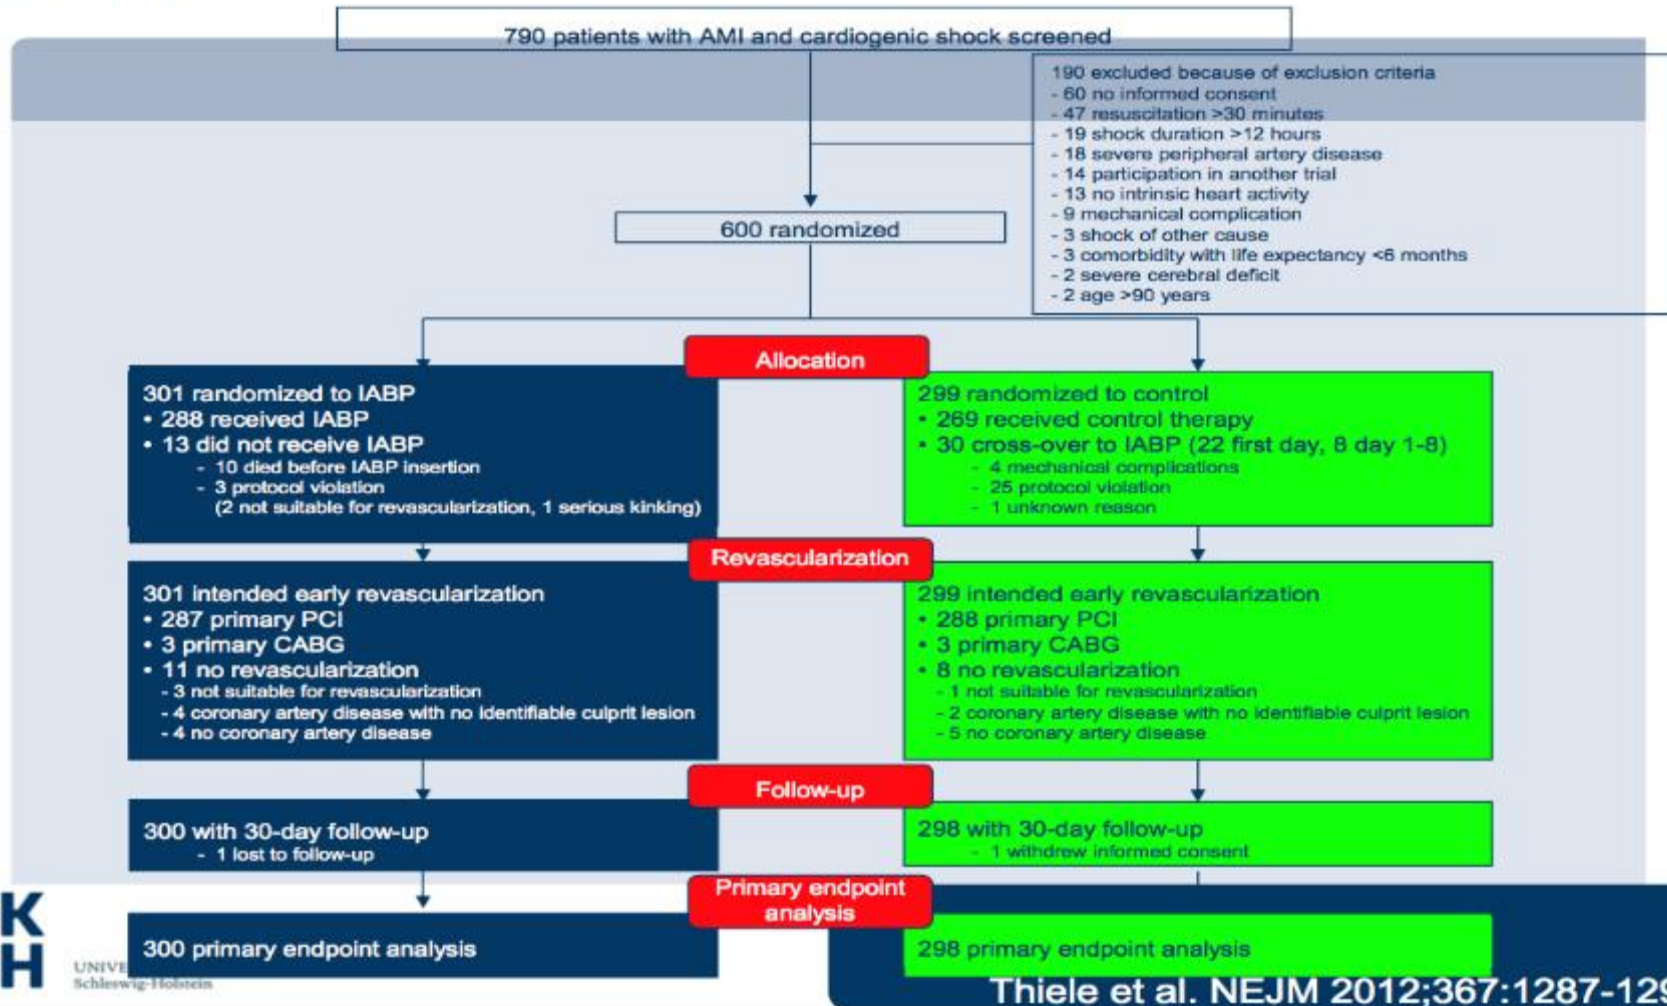 790 patients with AMI and cardiogenic shock screened
190 excluded because of exclusion criteria
- 60 no informed consent
- 47 resuscitation >30 minutes
- 19 shock duration >12 hours
- 18 severe peripheral artery disease
- 14 participation in another trial
- 13 no intrinsic heart activity
- 9 mechanical complication
- 3 shock of other cause
- 3 comorbidity with life expectancy <6 months
- 2 severe cerebral deficit
- 2 age >90 years
600 randomized
Allocation
301 randomized to IABP
• 288 received IABP
• 13 did not receive IABP
- 10 died before IABP insertion
- 3 protocol violation
(2 not suitable for revascularization, 1 serious kinking)
299 randomized to control
• 269 received control therapy
• 30 cross-over to IABP (22 first day, 8 day 1-8)
- 4 mechanical complications
- 25 protocol violation
- 1 unknown reason
Revascularization
301 intended early revascularization
• 287 primary PCI
• 3 primary CABG
• 11 no revascularization
- 3 not suitable for revascularization
- 4 coronary artery disease with no identifiable culprit lesion
- 4 no coronary artery disease
299 intended early revascularization
• 288 primary PCI
• 3 primary CABG
• 8 no revascularization
- 1 not suitable for revascularization
- 2 coronary artery disease with no identifiable culprit lesion
- 5 no coronary artery disease
Follow-up
300 with 30-day follow-up
- 1 lost to follow-up
298 with 30-day follow-up
- 1 withdrew informed consent
Primary endpoint
analysis
300 primary endpoint analysis
298 primary endpoint analysis
K
H
UNIVE
Schleswig-Holstein
Thiele et al. NEJM 2012;367:1287-129